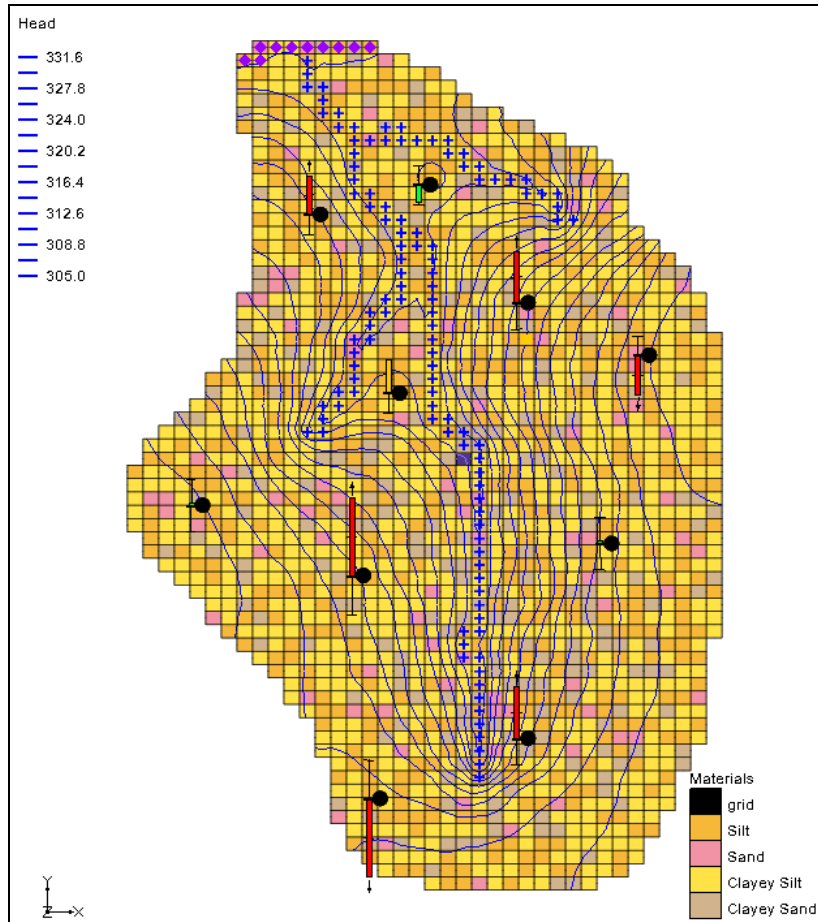 Head
331.6
327.8
324.0
320.2
316.4
312.6
308.8
305.0
Materials
grid
Silt
Sand
Clayey Silt
Clayey Sand
Y
Z X